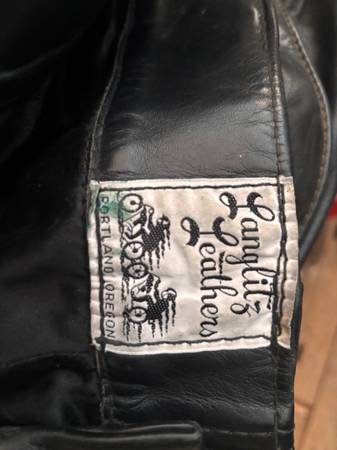 Langlitz
Leathers
PORTLAND, OREGON